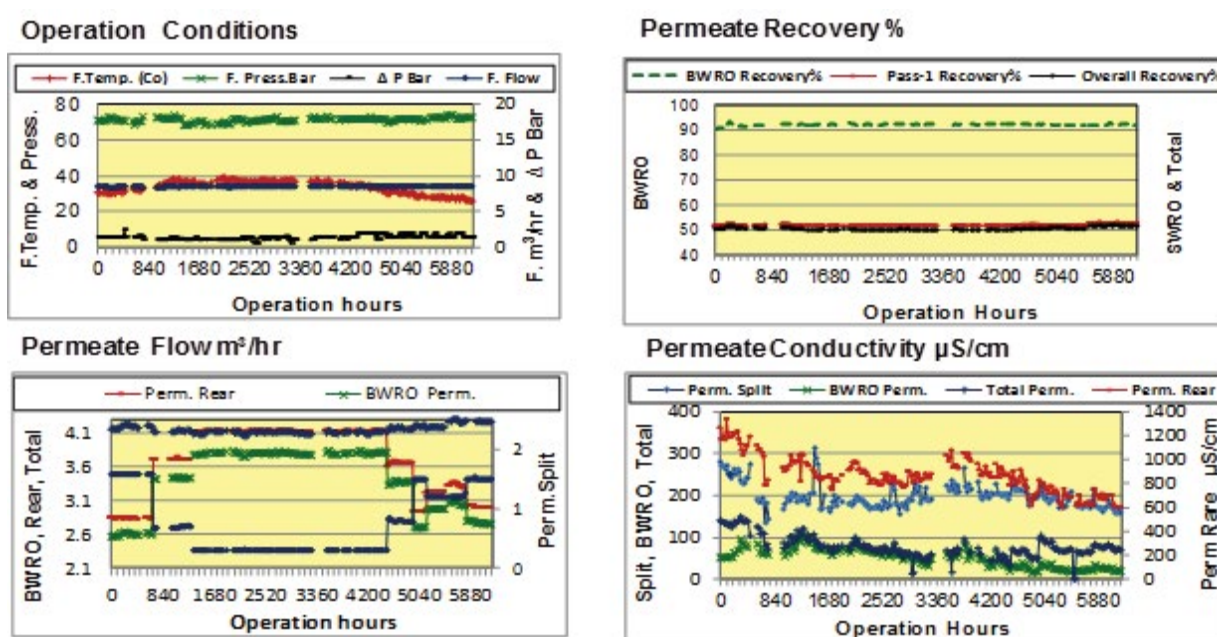 Operation Conditions
F.Temp. (Co) F. Press.Bar Δ P Bar F. Flow
F.Temp. & Press.
80
60
40
20
0
20
15
10
5
0
F. m³/hr & Δ P Bar
0 840 1680 2520 3360 4200 5040 5880
Operation hours
Permeate Recovery %
BWRO Recovery% Pass-1 Recovery% Overall Recovery%
BWRO
100
90
80
70
60
50
40
SWRO & Total
0 840 1680 2520 3360 4200 5040 5880
Operation Hours
Permeate Flow m³/hr
Perm. Rear BWRO Perm.
BWRO, Rear, Total
4.1
3.6
3.1
2.6
2.1
2
1
0
Perm.Split
0 840 1680 2520 3360 4200 5040 5880
Operation hours
Permeate Conductivity µS/cm
Perm. Split BWRO Perm. Total Perm. Perm. Rear
Split, BWRO, Total
400
300
200
100
0
1400
1200
1000
800
600
400
200
0
Perm Rare µS/cm
0 840 1680 2520 3360 4200 5040 5880
Operation Hours